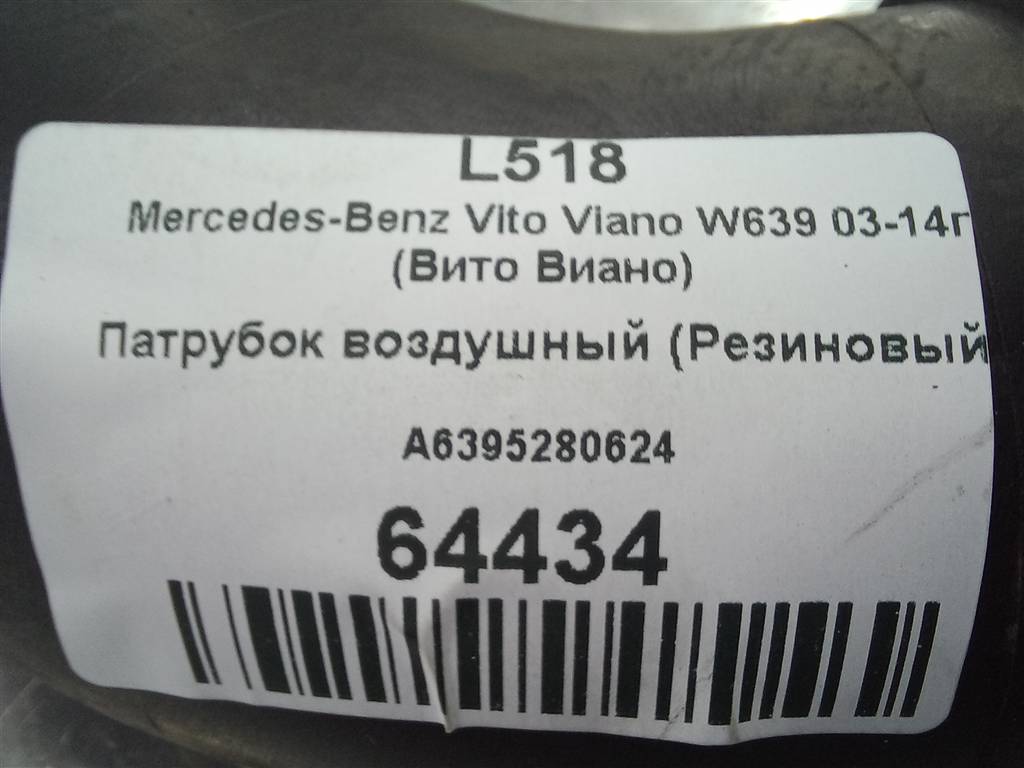 L518
Mercedes-Benz Vito Viano W639 03-14г
(Вито Виано)
Патрубок воздушный (Резиновый
A6395280624
64434